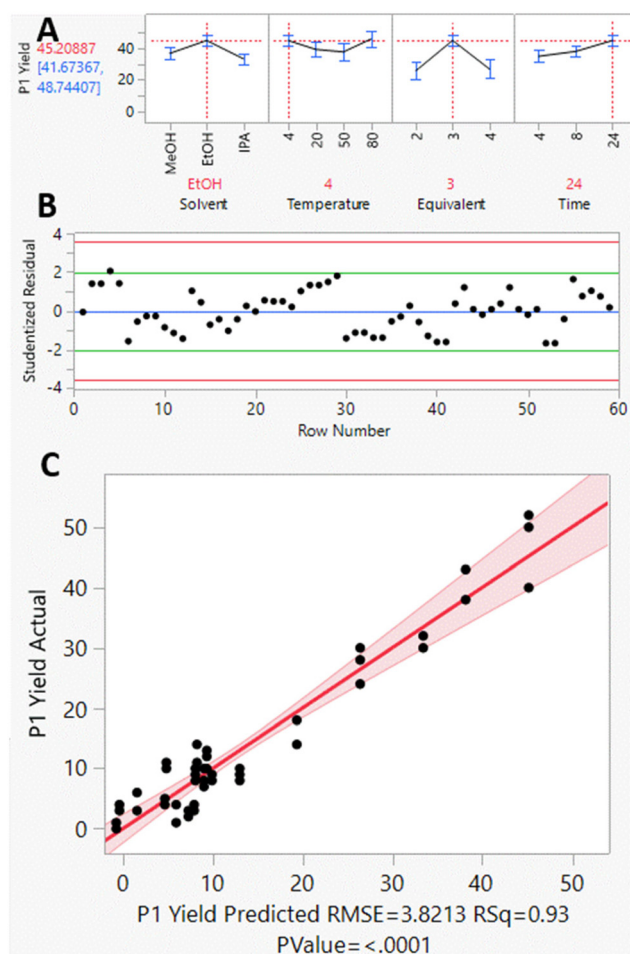 A
P1 Yield
45.20887
[41.67367,
48.74407]
40
20
0
MeOH
EtOH
IPA
4
20
50
80
2
3
4
4
8
24
EtOH
4
3
24
Solvent
Temperature
Equivalent
Time
B
Studentized Residual
4
2
0
-2
-4
0
10
20
30
40
50
60
Row Number
C
P1 Yield Actual
50
40
30
20
10
0
0
10
20
30
40
50
P1 Yield Predicted RMSE=3.8213 RSq=0.93
PValue=<.0001